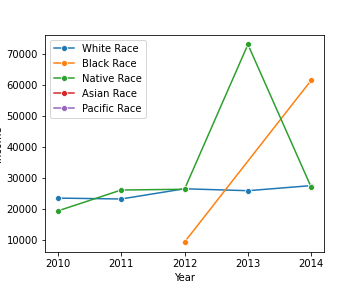 White Race
Black Race
Native Race
Asian Race
Pacific Race
70000
60000
50000
40000
30000
20000
10000
2010 2011 2012 2013 2014
Year